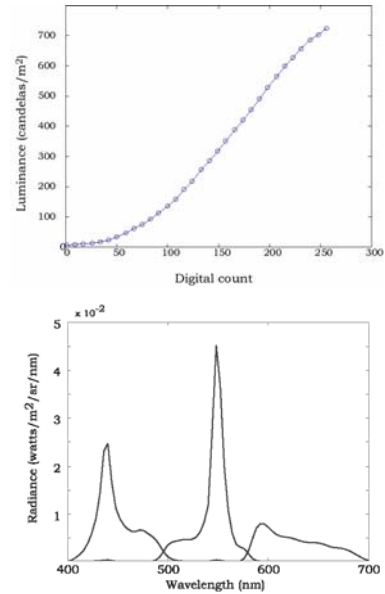 Luminance (candelas/m²)
700
600
500
400
300
200
100
0
0 50 100 150 200 250 300
Digital count
x 10⁻²
Radiance (watts/m²/sr/nm)
5
4
3
2
1
400 500 600 700
Wavelength (nm)